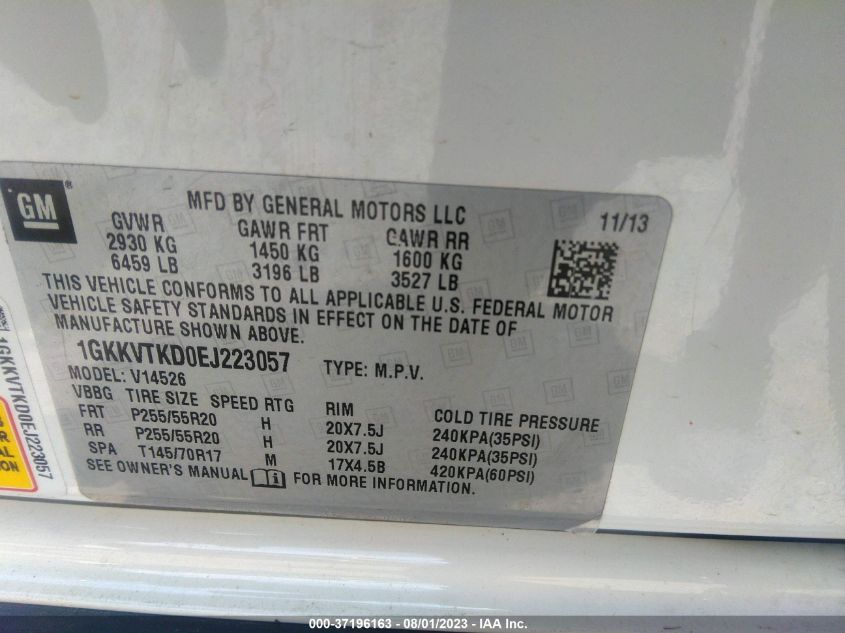 GM®
MFD BY GENERAL MOTORS LLC 11/13
GVWR GAWR FRT GAWR RR
2930 KG 1450 KG 1600 KG
6459 LB 3196 LB 3527 LB
THIS VEHICLE CONFORMS TO ALL APPLICABLE U.S. FEDERAL MOTOR
VEHICLE SAFETY STANDARDS IN EFFECT ON THE DATE OF
MANUFACTURE SHOWN ABOVE.
1GKKVTKD0EJ223057 TYPE: M.P.V.
MODEL: V14526
VBBG TIRE SIZE SPEED RTG RIM COLD TIRE PRESSURE
FRT P255/55R20 H 20X7.5J 240KPA(35PSI)
RR P255/55R20 H 20X7.5J 240KPA(35PSI)
SPA T145/70R17 M 17X4.5B 420KPA(60PSI)
SEE OWNER'S MANUAL FOR MORE INFORMATION.
1GKKVTKD0EJ223057
000-37196163 - 08/01/2023 - IAA Inc.